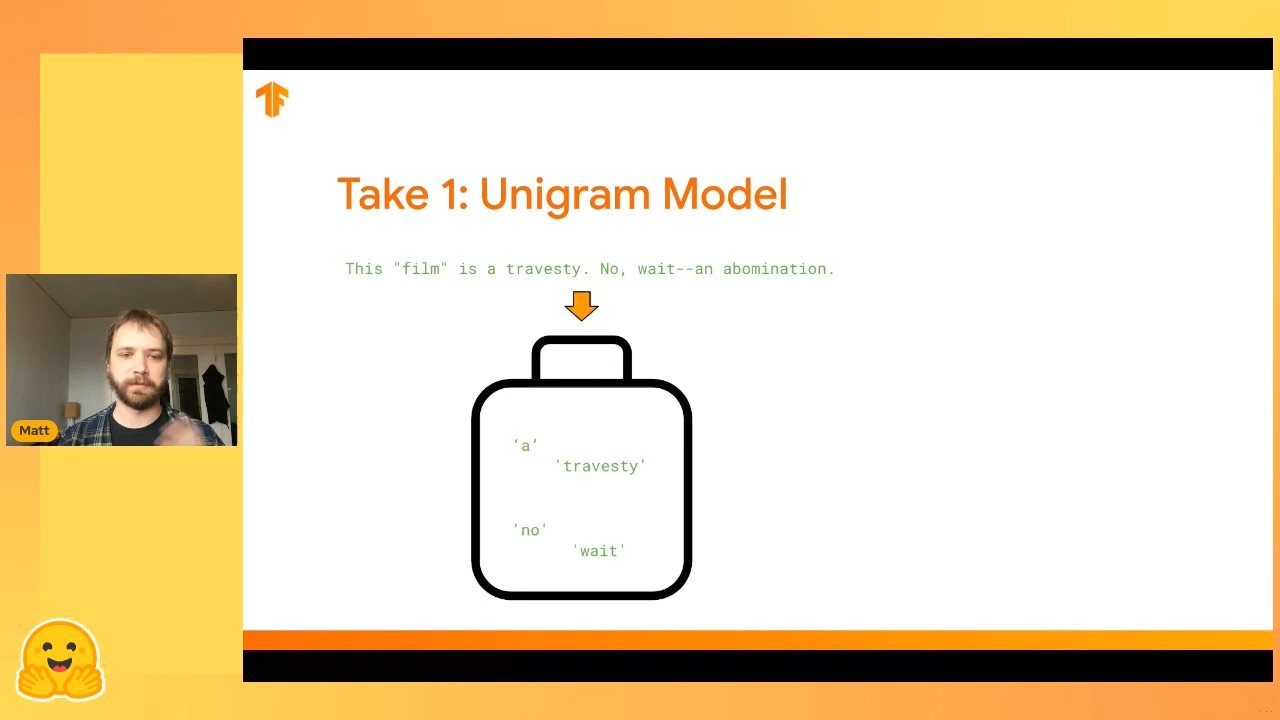 Take 1: Unigram Model
This "film" is a travesty. No, wait--an abomination.
‘a’
'travesty'
'no'
'wait'
Matt